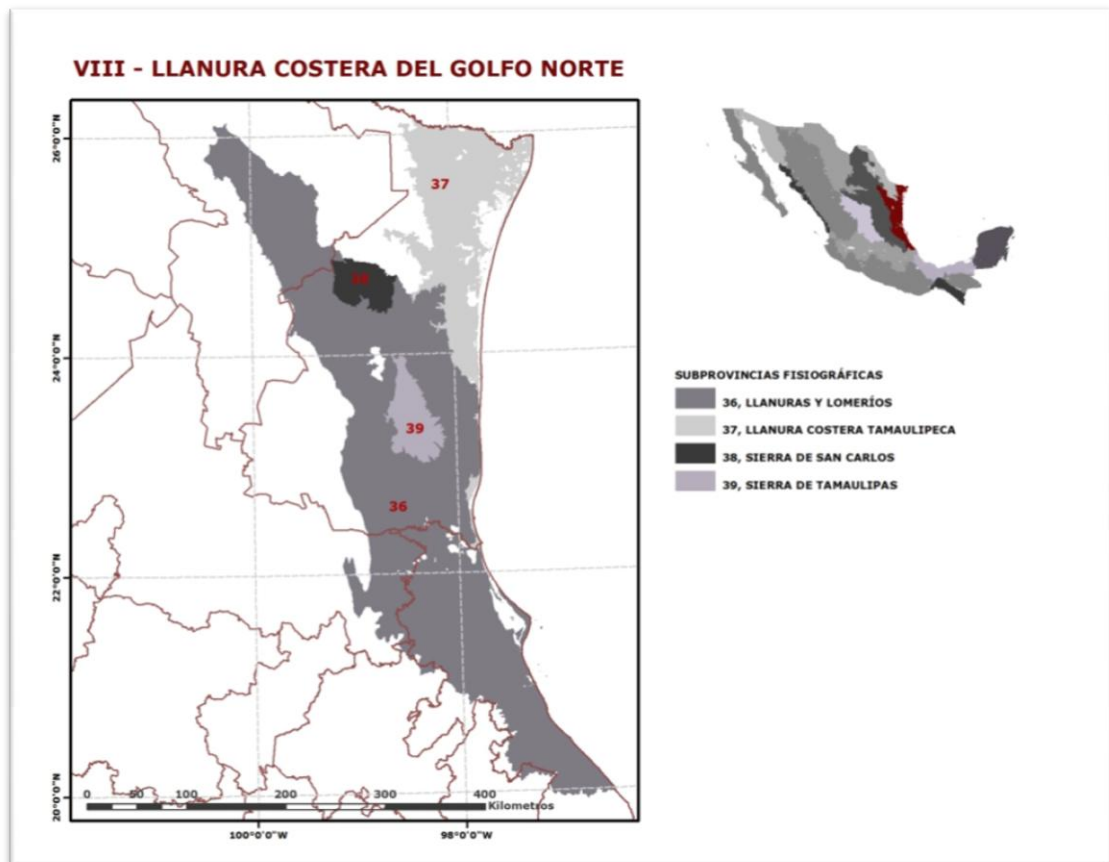 VIII - LLANURA COSTERA DEL GOLFO NORTE
26°0'0"N
24°0'0"N
22°0'0"N
20°0'0"N
37
38
39
36
0 50 100 200 300 400
Kilometros
100°0'0"W 98°0'0"W
SUBPROVINCIAS FISIOGRÁFICAS
36, LLANURAS Y LOMERÍOS
37, LLANURA COSTERA TAMAULIPECA
38, SIERRA DE SAN CARLOS
39, SIERRA DE TAMAULIPAS